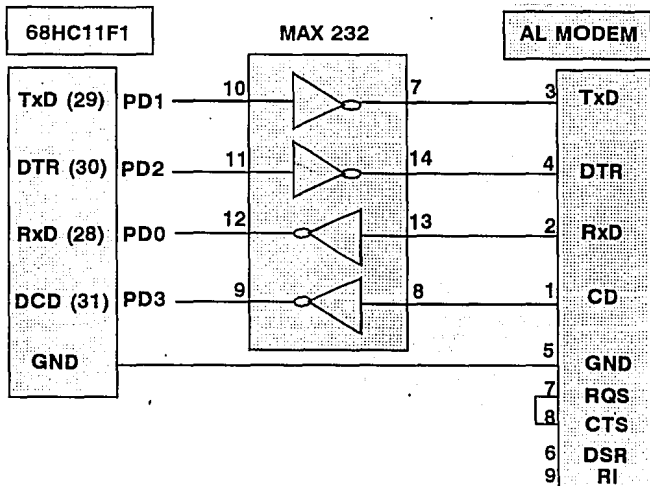 68HC11F1 MAX 232 AL MODEM
TxD (29) PD1 10 7 3 TxD
DTR (30) PD2 11 14 4 DTR
RxD (28) PD0 12 13 2 RxD
DCD (31) PD3 9 8 1 CD
GND 5 GND
7 RQS
8 CTS
6 DSR
9 RI